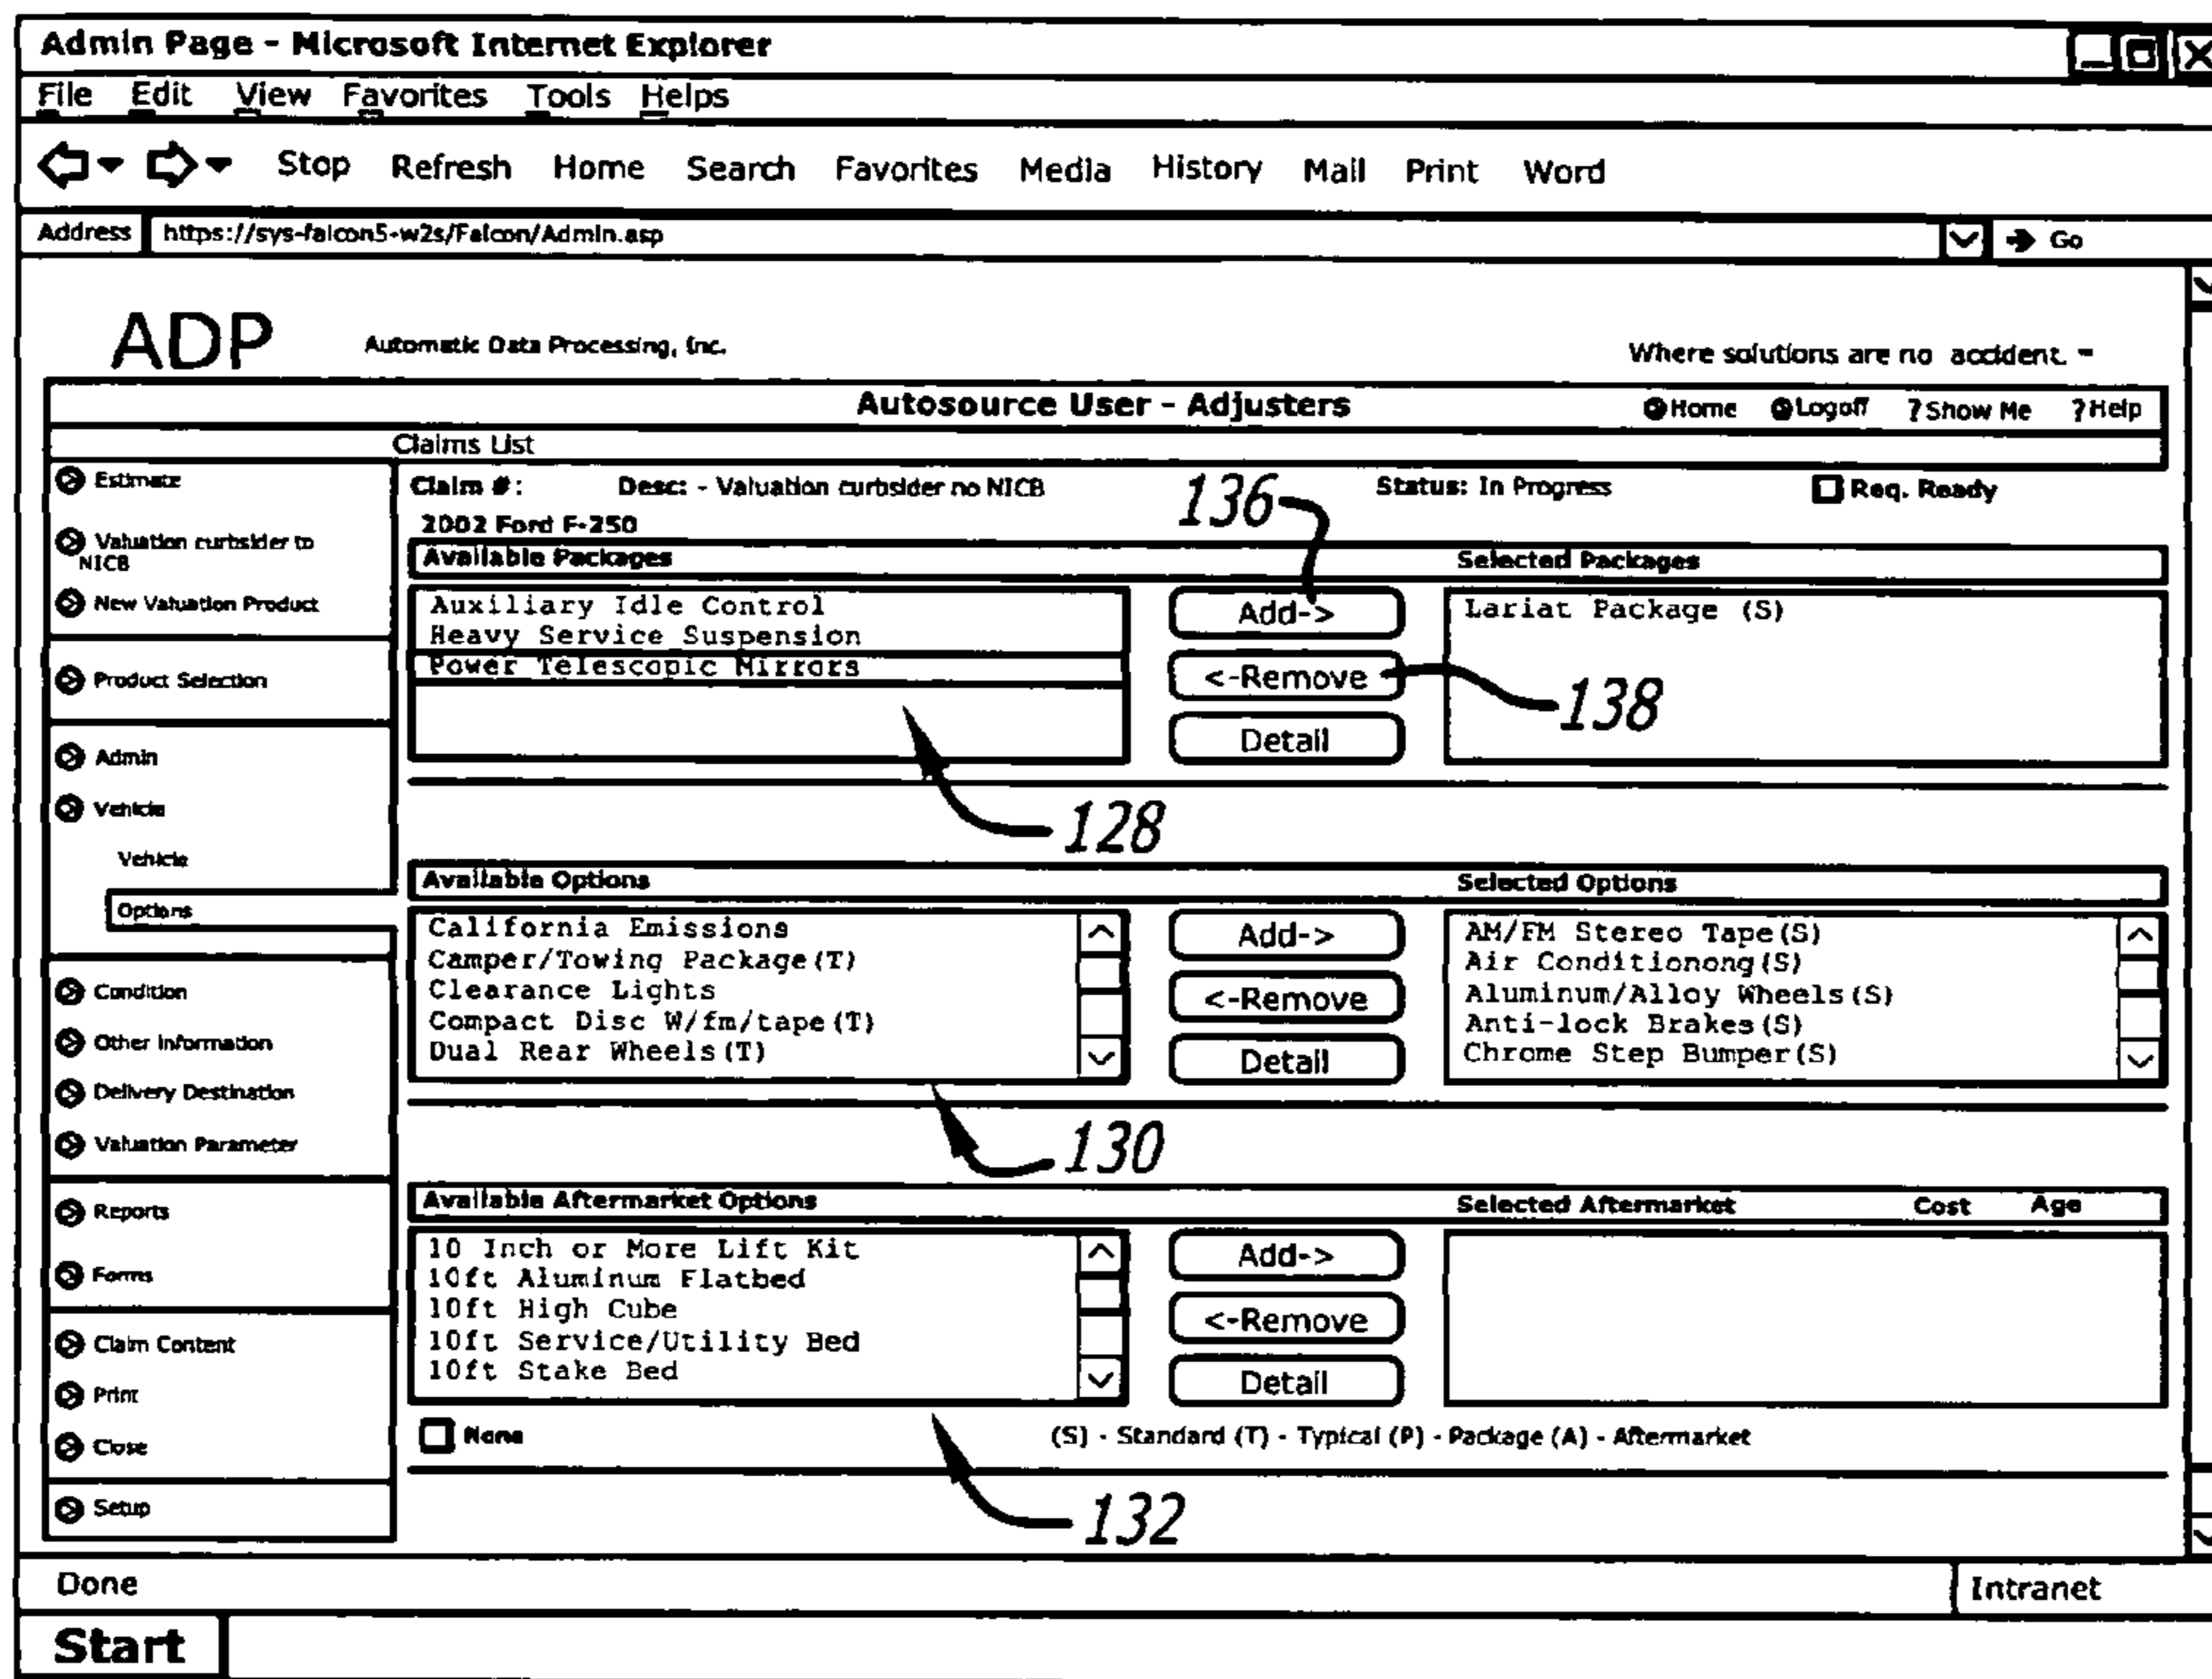 Admin Page - Microsoft Internet Explorer
File Edit View Favorites Tools Helps
Stop Refresh Home Search Favorites Media History Mail Print Word
Address https://sys-falcon5-w2s/Falcon/Admin.asp Go
ADP Automatic Data Processing, Inc. Where solutions are no accident.
Autosource User - Adjusters Home Logoff ?Show Me ?Help
Claims List
Estimate
Valuation curbsider to
NICB
New Valuation Product
Product Selection
Admin
Vehicle
Vehicle
Options
Condition
Other Information
Delivery Destination
Valuation Parameter
Reports
Forms
Claim Content
Print
Close
Setup
Claim #: Desc: - Valuation curbsider no NICB Status: In Progress Req. Ready
2002 Ford F-250
136
Available Packages Selected Packages
Auxiliary Idle Control
Heavy Service Suspension
Power Telescopic Mirrors
Add->
<-Remove
Detail
Lariat Package (S)
138
128
Available Options Selected Options
California Emissions
Camper/Towing Package(T)
Clearance Lights
Compact Disc W/fm/tape(T)
Dual Rear Wheels(T)
Add->
<-Remove
Detail
AM/FM Stereo Tape(S)
Air Conditionong(S)
Aluminum/Alloy Wheels(S)
Anti-lock Brakes(S)
Chrome Step Bumper(S)
130
Available Aftermarket Options Selected Aftermarket Cost Age
10 Inch or More Lift Kit
10ft Aluminum Flatbed
10ft High Cube
10ft Service/Utility Bed
10ft Stake Bed
Add->
<-Remove
Detail
None (S) - Standard (T) - Typical (P) - Package (A) - Aftermarket
132
Done Intranet
Start